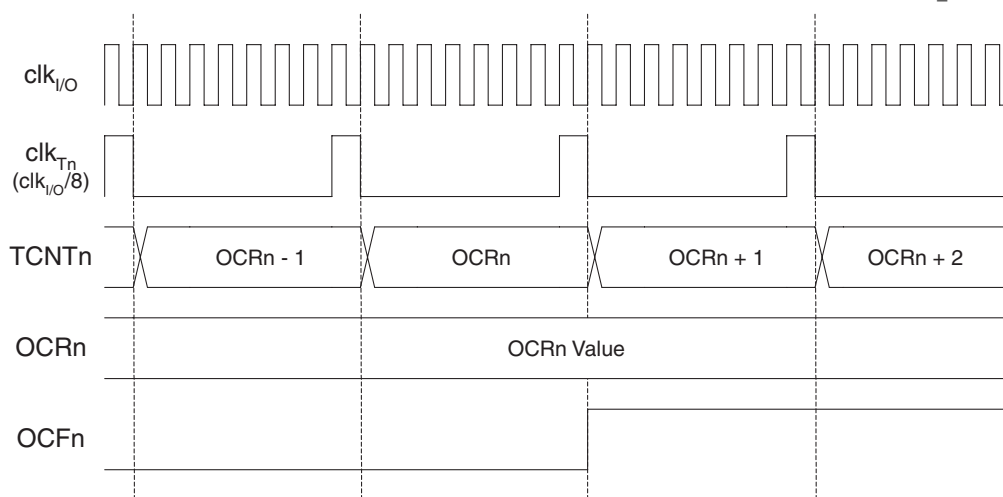 clkI/O
clkTn
(clkI/O/8)
TCNTn
OCRn - 1
OCRn
OCRn + 1
OCRn + 2
OCRn
OCRn Value
OCFn